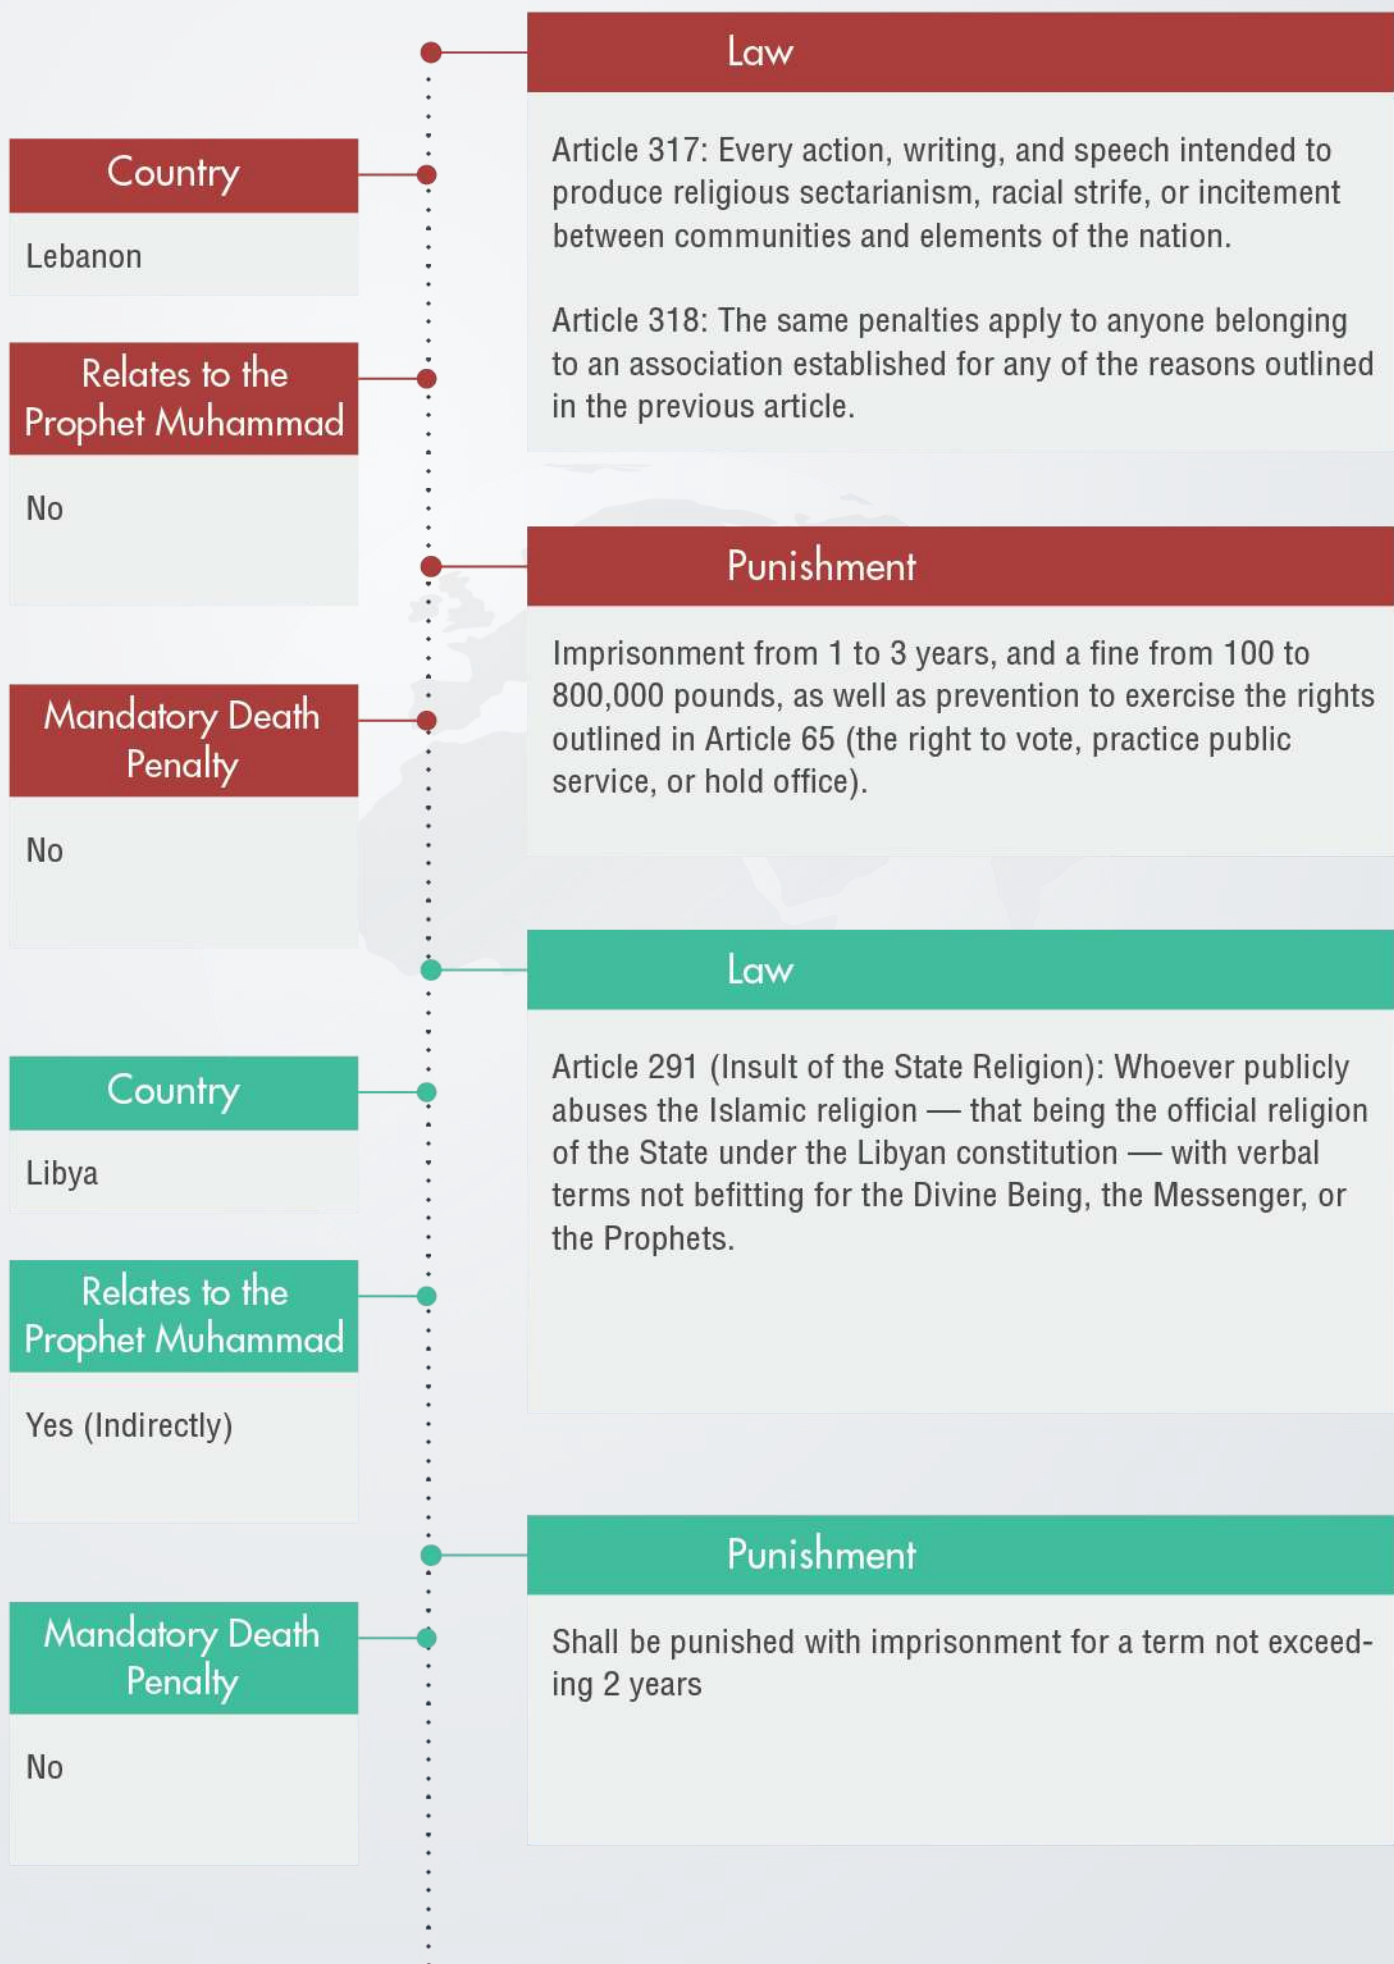 Law
Country
Lebanon
Article 317: Every action, writing, and speech intended to
produce religious sectarianism, racial strife, or incitement
between communities and elements of the nation.
Article 318: The same penalties apply to anyone belonging
to an association established for any of the reasons outlined
in the previous article.
Relates to the
Prophet Muhammad
No
Punishment
Imprisonment from 1 to 3 years, and a fine from 100 to
800,000 pounds, as well as prevention to exercise the rights
outlined in Article 65 (the right to vote, practice public
service, or hold office).
Mandatory Death
Penalty
No
Law
Article 291 (Insult of the State Religion): Whoever publicly
abuses the Islamic religion — that being the official religion
of the State under the Libyan constitution — with verbal
terms not befitting for the Divine Being, the Messenger, or
the Prophets.
Country
Libya
Relates to the
Prophet Muhammad
Yes (Indirectly)
Punishment
Shall be punished with imprisonment for a term not exceed-
ing 2 years
Mandatory Death
Penalty
No